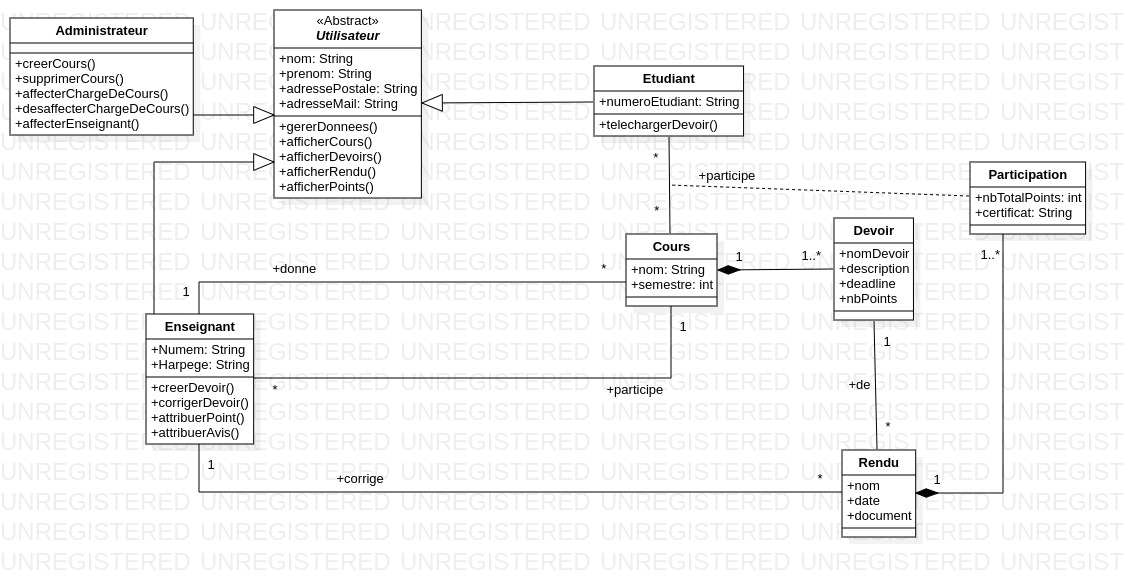 Administrateur
+creerCours()
+supprimerCours()
+affecterChargeDeCours()
+desaffecterChargeDeCours()
+affecterEnseignant()
«Abstract»
Utilisateur
+nom: String
+prenom: String
+adressePostale: String
+adresseMail: String
+gererDonnees()
+afficherCours()
+afficherDevoirs()
+afficherRendu()
+afficherPoints()
Etudiant
+numeroEtudiant: String
+telechargerDevoir()
*
*
+participe
Participation
+nbTotalPoints: int
+certificat: String
1..*
Cours
+nom: String
+semestre: int
1
1..*
Devoir
+nomDevoir
+description
+deadline
+nbPoints
+donne
*
1
Enseignant
+Numem: String
+Harpege: String
+creerDevoir()
+corrigerDevoir()
+attribuerPoint()
+attribuerAvis()
1
*
+participe
1
+de
*
1
+corrige
*
Rendu
+nom
+date
+document
1
UNREGISTERED UNREGISTERED UNREGISTERED UNREGISTERED UNREGISTERED UNREGIST